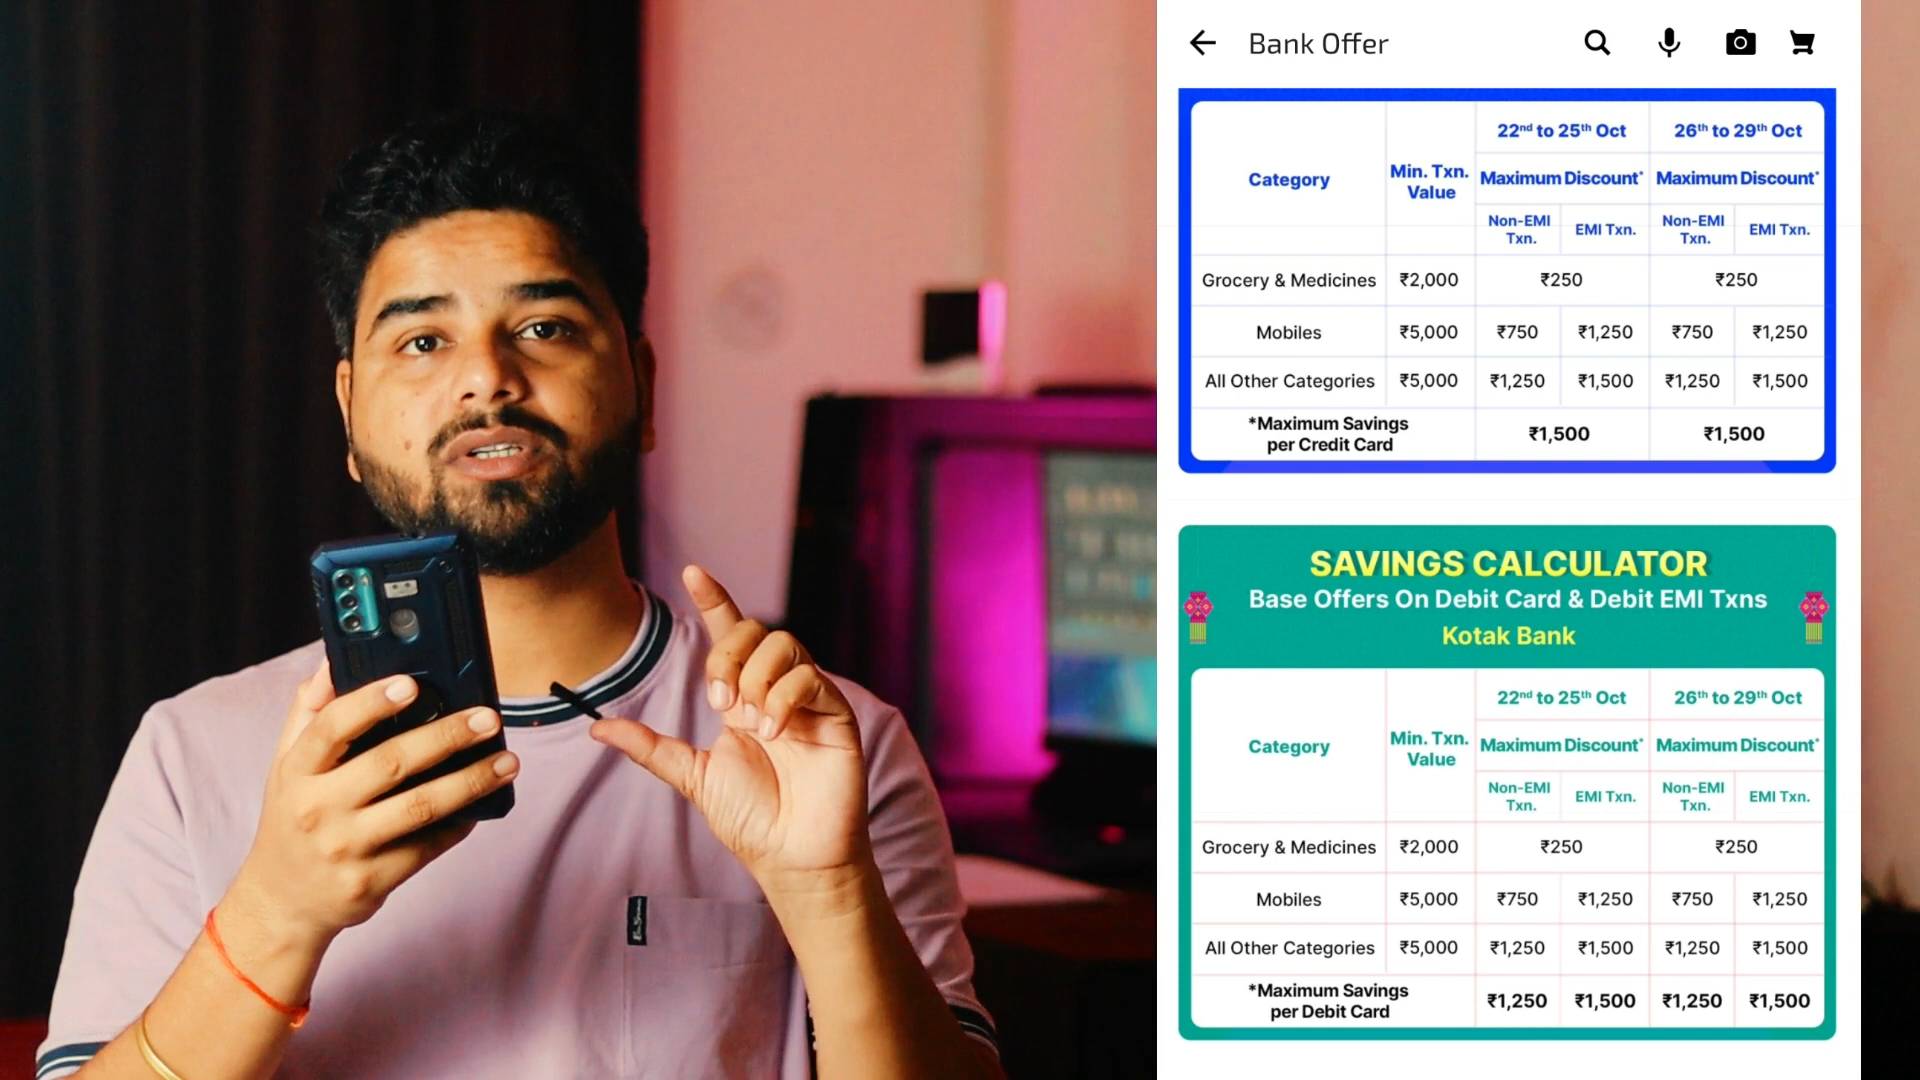 Bank Offer
Category
Min. Txn. Value
22nd to 25th Oct
26th to 29th Oct
Maximum Discount*
Maximum Discount*
Non-EMI Txn.
EMI Txn.
Non-EMI Txn.
EMI Txn.
Grocery & Medicines ₹2,000 ₹250 ₹250
Mobiles ₹5,000 ₹750 ₹1,250 ₹750 ₹1,250
All Other Categories ₹5,000 ₹1,250 ₹1,500 ₹1,250 ₹1,500
*Maximum Savings
per Credit Card
₹1,500 ₹1,500
SAVINGS CALCULATOR
Base Offers On Debit Card & Debit EMI Txns
Kotak Bank
Category
Min. Txn. Value
22nd to 25th Oct
26th to 29th Oct
Maximum Discount*
Maximum Discount*
Non-EMI Txn.
EMI Txn.
Non-EMI Txn.
EMI Txn.
Grocery & Medicines ₹2,000 ₹250 ₹250
Mobiles ₹5,000 ₹750 ₹1,250 ₹750 ₹1,250
All Other Categories ₹5,000 ₹1,250 ₹1,500 ₹1,250 ₹1,500
*Maximum Savings
per Debit Card
₹1,250 ₹1,500 ₹1,250 ₹1,500